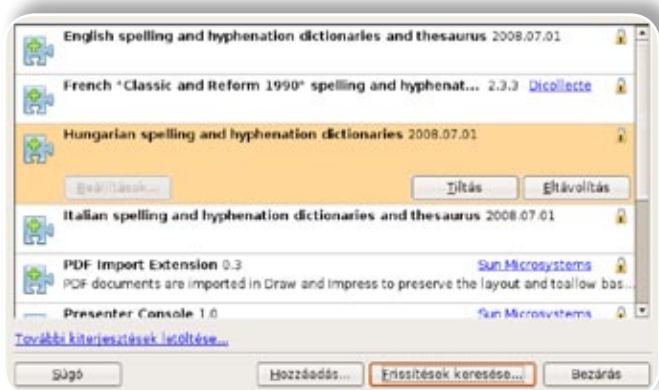 English spelling and hyphenation dictionaries and thesaurus 2008.07.01
French "Classic and Reform 1990" spelling and hyphenat... 2.3.3 Dicollecte
Hungarian spelling and hyphenation dictionaries 2008.07.01
Beállítások... Tiltás Eltávolítás
Italian spelling and hyphenation dictionaries and thesaurus 2008.07.01
PDF Import Extension 0.3 Sun Microsystems
PDF documents are imported in Draw and Impress to preserve the layout and toallow bas...
Presenter Console 1.0 Sun Microsystems
További kiterjesztések letöltése...
Súgó Hozzáadás... Frissítések keresése... Bezárás